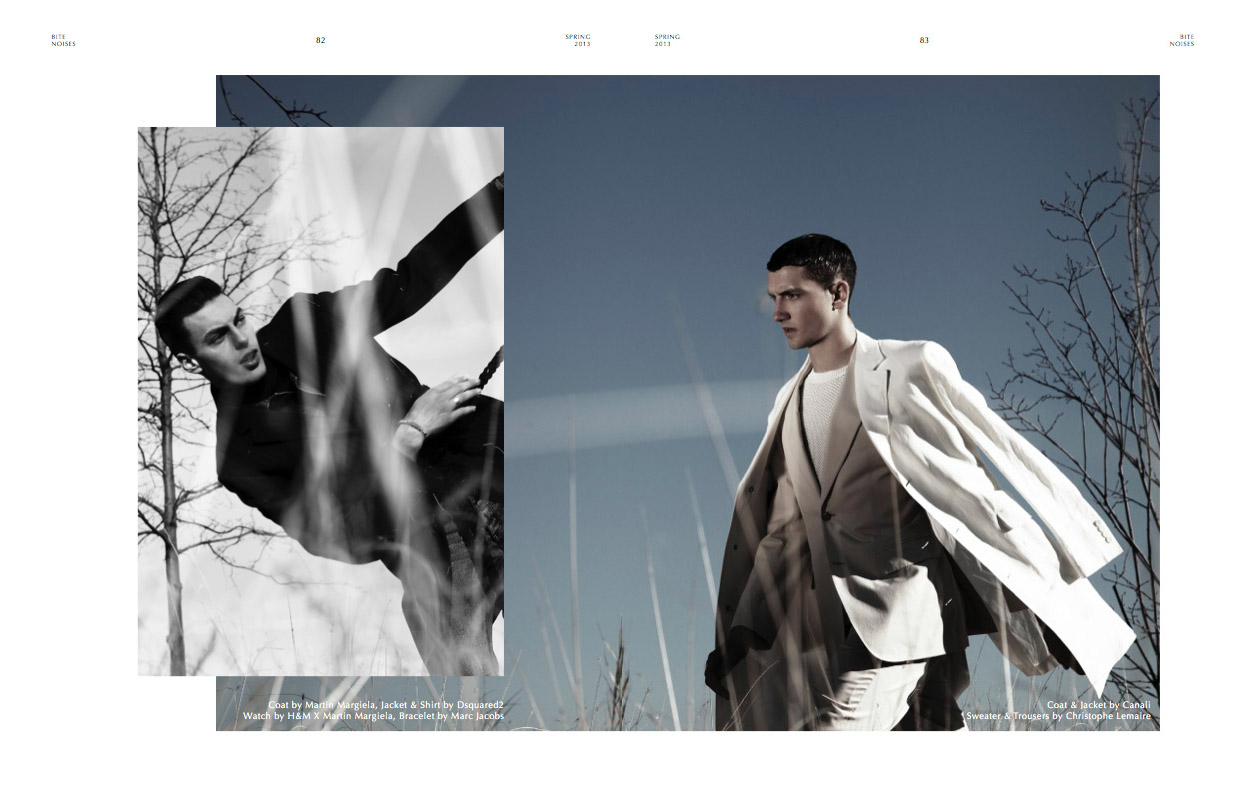 BITE
NOISES
82
SPRING
2013
SPRING
2013
83
BITE
NOISES
Coat by Martin Margiela, Jacket & Shirt by Dsquared2
Watch by H&M X Martin Margiela, Bracelet by Marc Jacobs
Coat & Jacket by Canali
Sweater & Trousers by Christophe Lemaire